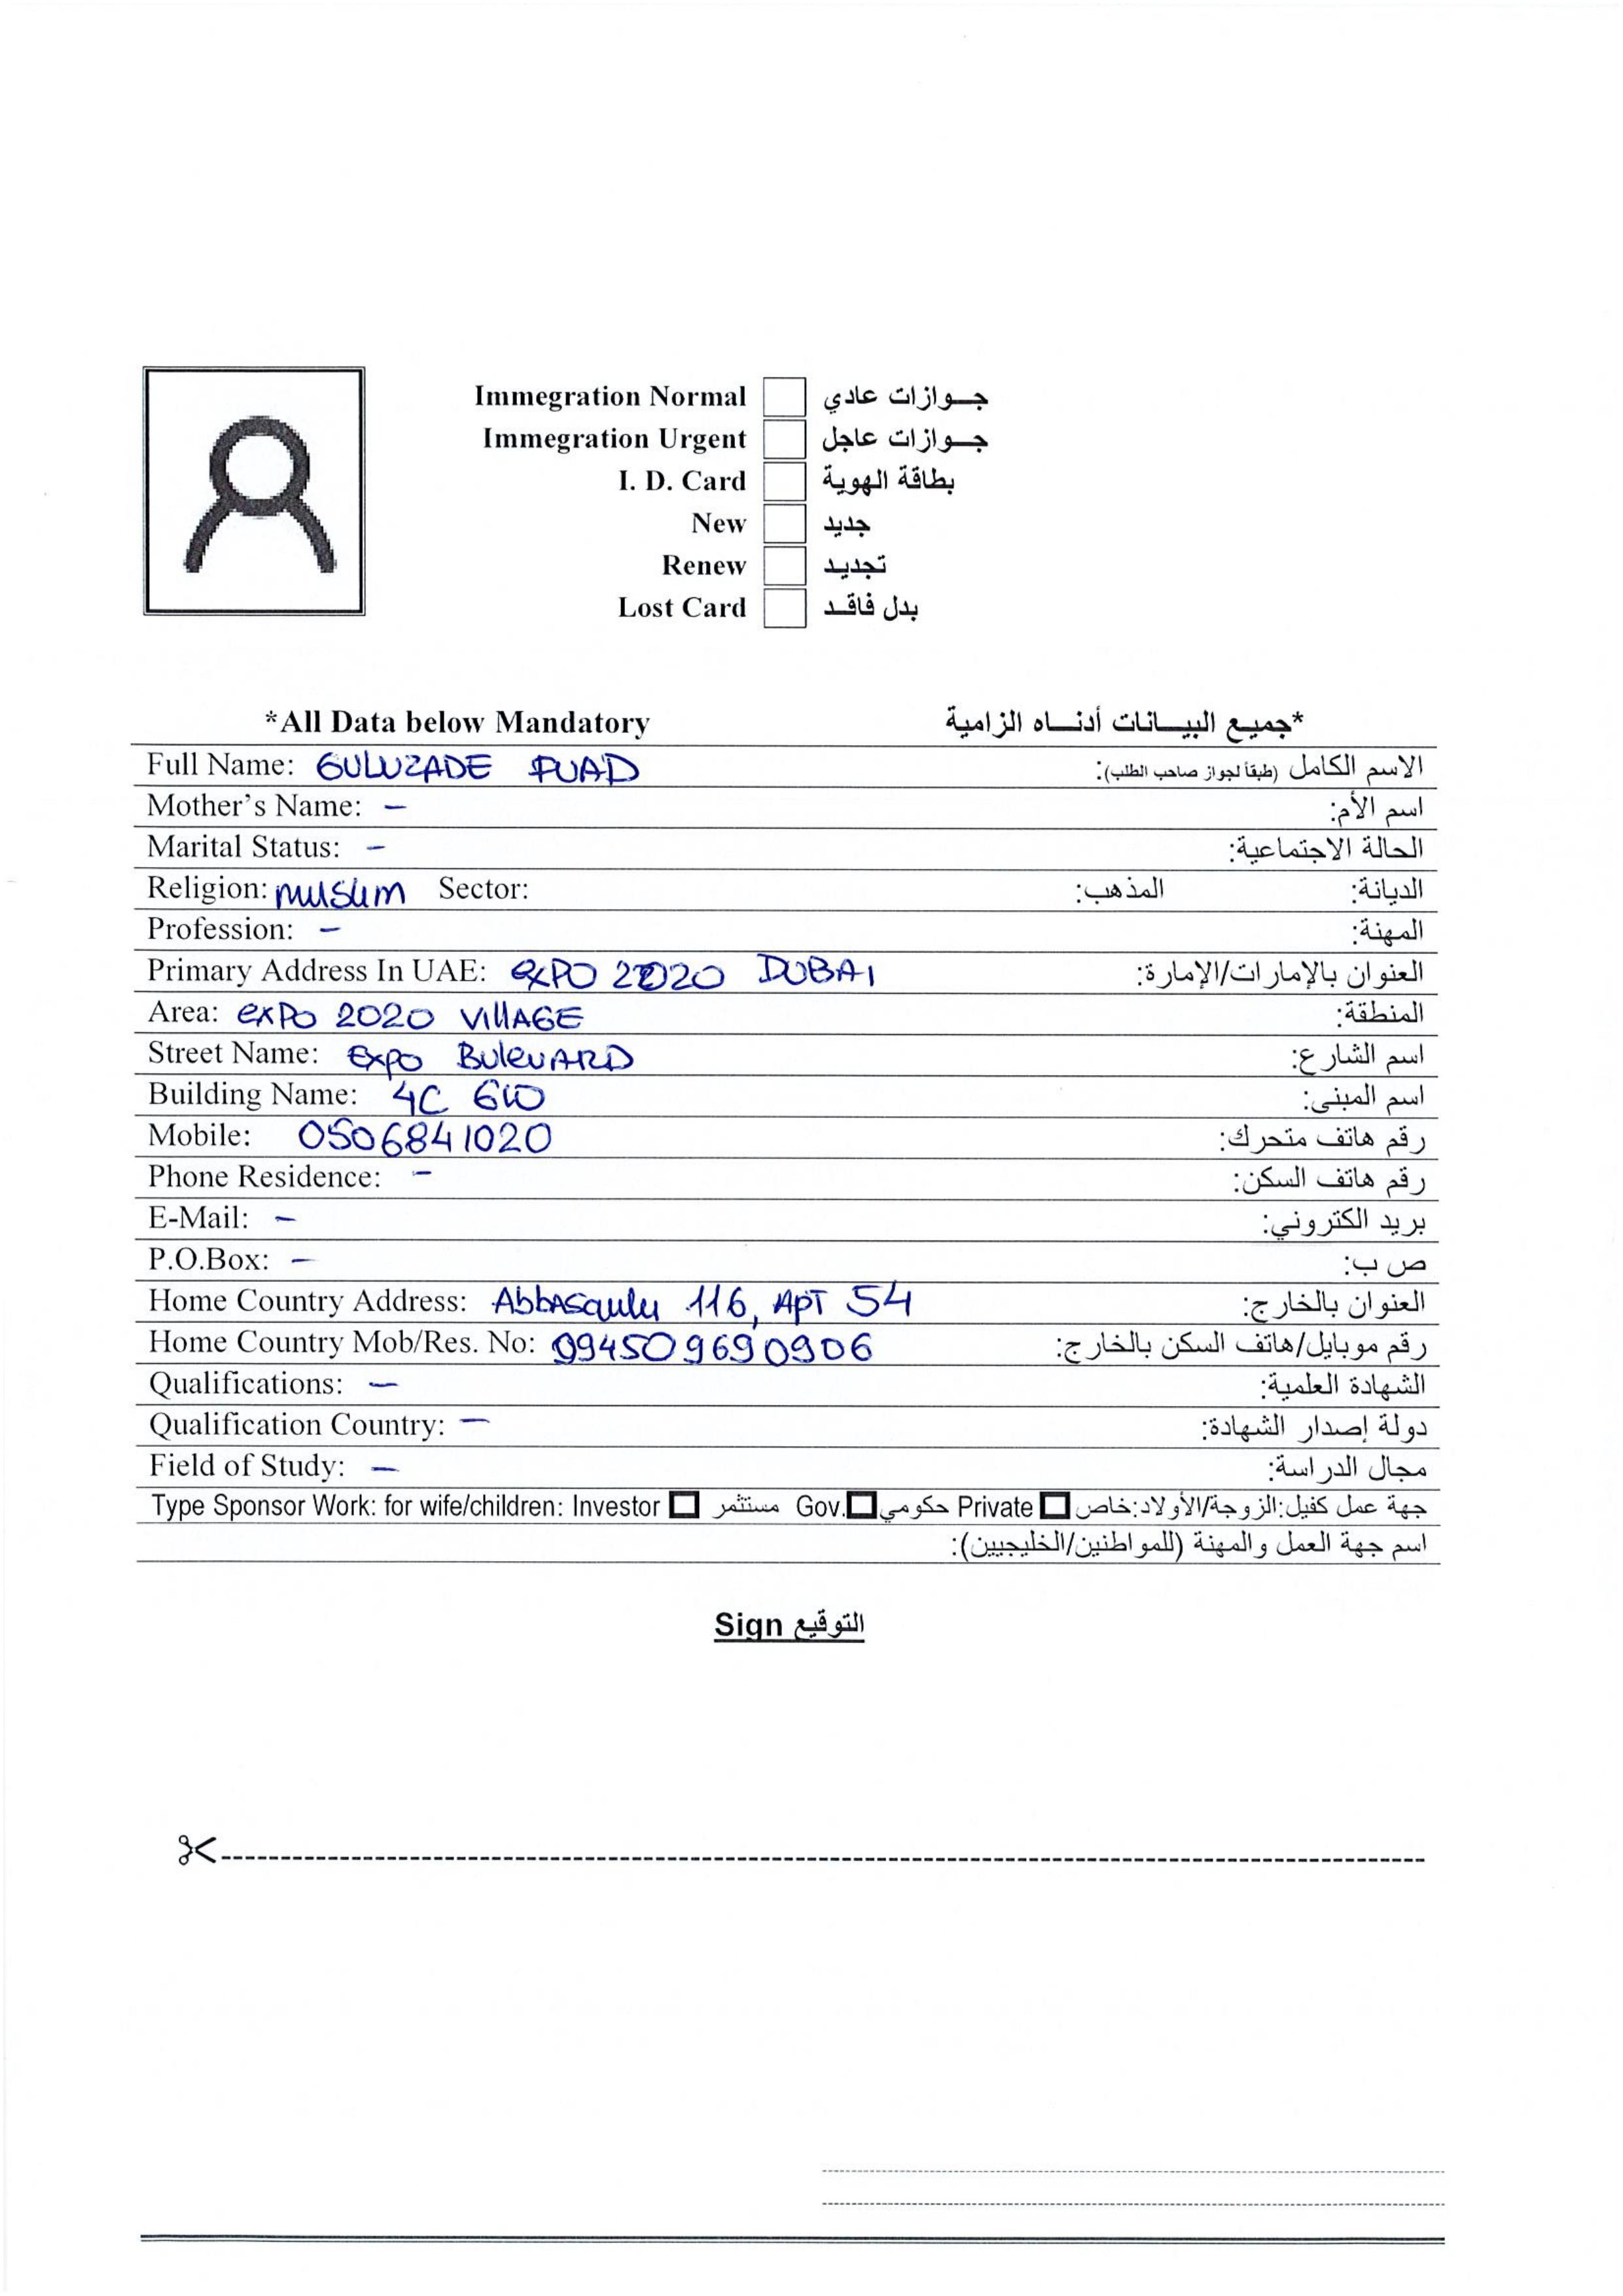 Immegration Normal جـوازات عادي
Immegration Urgent جـوازات عاجل
I. D. Card بطاقة الهوية
New جديد
Renew تجديـد
Lost Card بدل فاقـد
*All Data below Mandatory *جميـع البيـــانات أدنـــاه الزامية
Full Name: GULUZADE FUAD الاسم الكامل (طبقاً لجواز صاحب الطلب):
Mother's Name: – اسم الأم:
Marital Status: – الحالة الاجتماعية:
Religion: muslim Sector: الديانة: المذهب:
Profession: – المهنة:
Primary Address In UAE: EXPO 2020 DUBAI العنوان بالإمارات/الإمارة:
Area: EXPO 2020 VIllAGE المنطقة:
Street Name: Expo BulevARD اسم الشارع:
Building Name: 4C اسم المبنى:
Mobile: 0506841020 رقم هاتف متحرك:
Phone Residence: – رقم هاتف السكن:
E-Mail: – بريد الكتروني:
P.O.Box: – ص ب:
Home Country Address: 116, APT 54 العنوان بالخارج:
Home Country Mob/Res. No: 0994509690906 رقم موبايل/هاتف السكن بالخارج:
Qualifications: – الشهادة العلمية:
Qualification Country: – دولة إصدار الشهادة:
Field of Study: – مجال الدراسة:
Type Sponsor Work: for wife/children: Investor مستثمر Gov. حكومي Private جهة عمل كفيل:الزوجة/الأولاد:خاص
اسم جهة العمل والمهنة (للمواطنين/الخليجيين):
Sign التوقيع